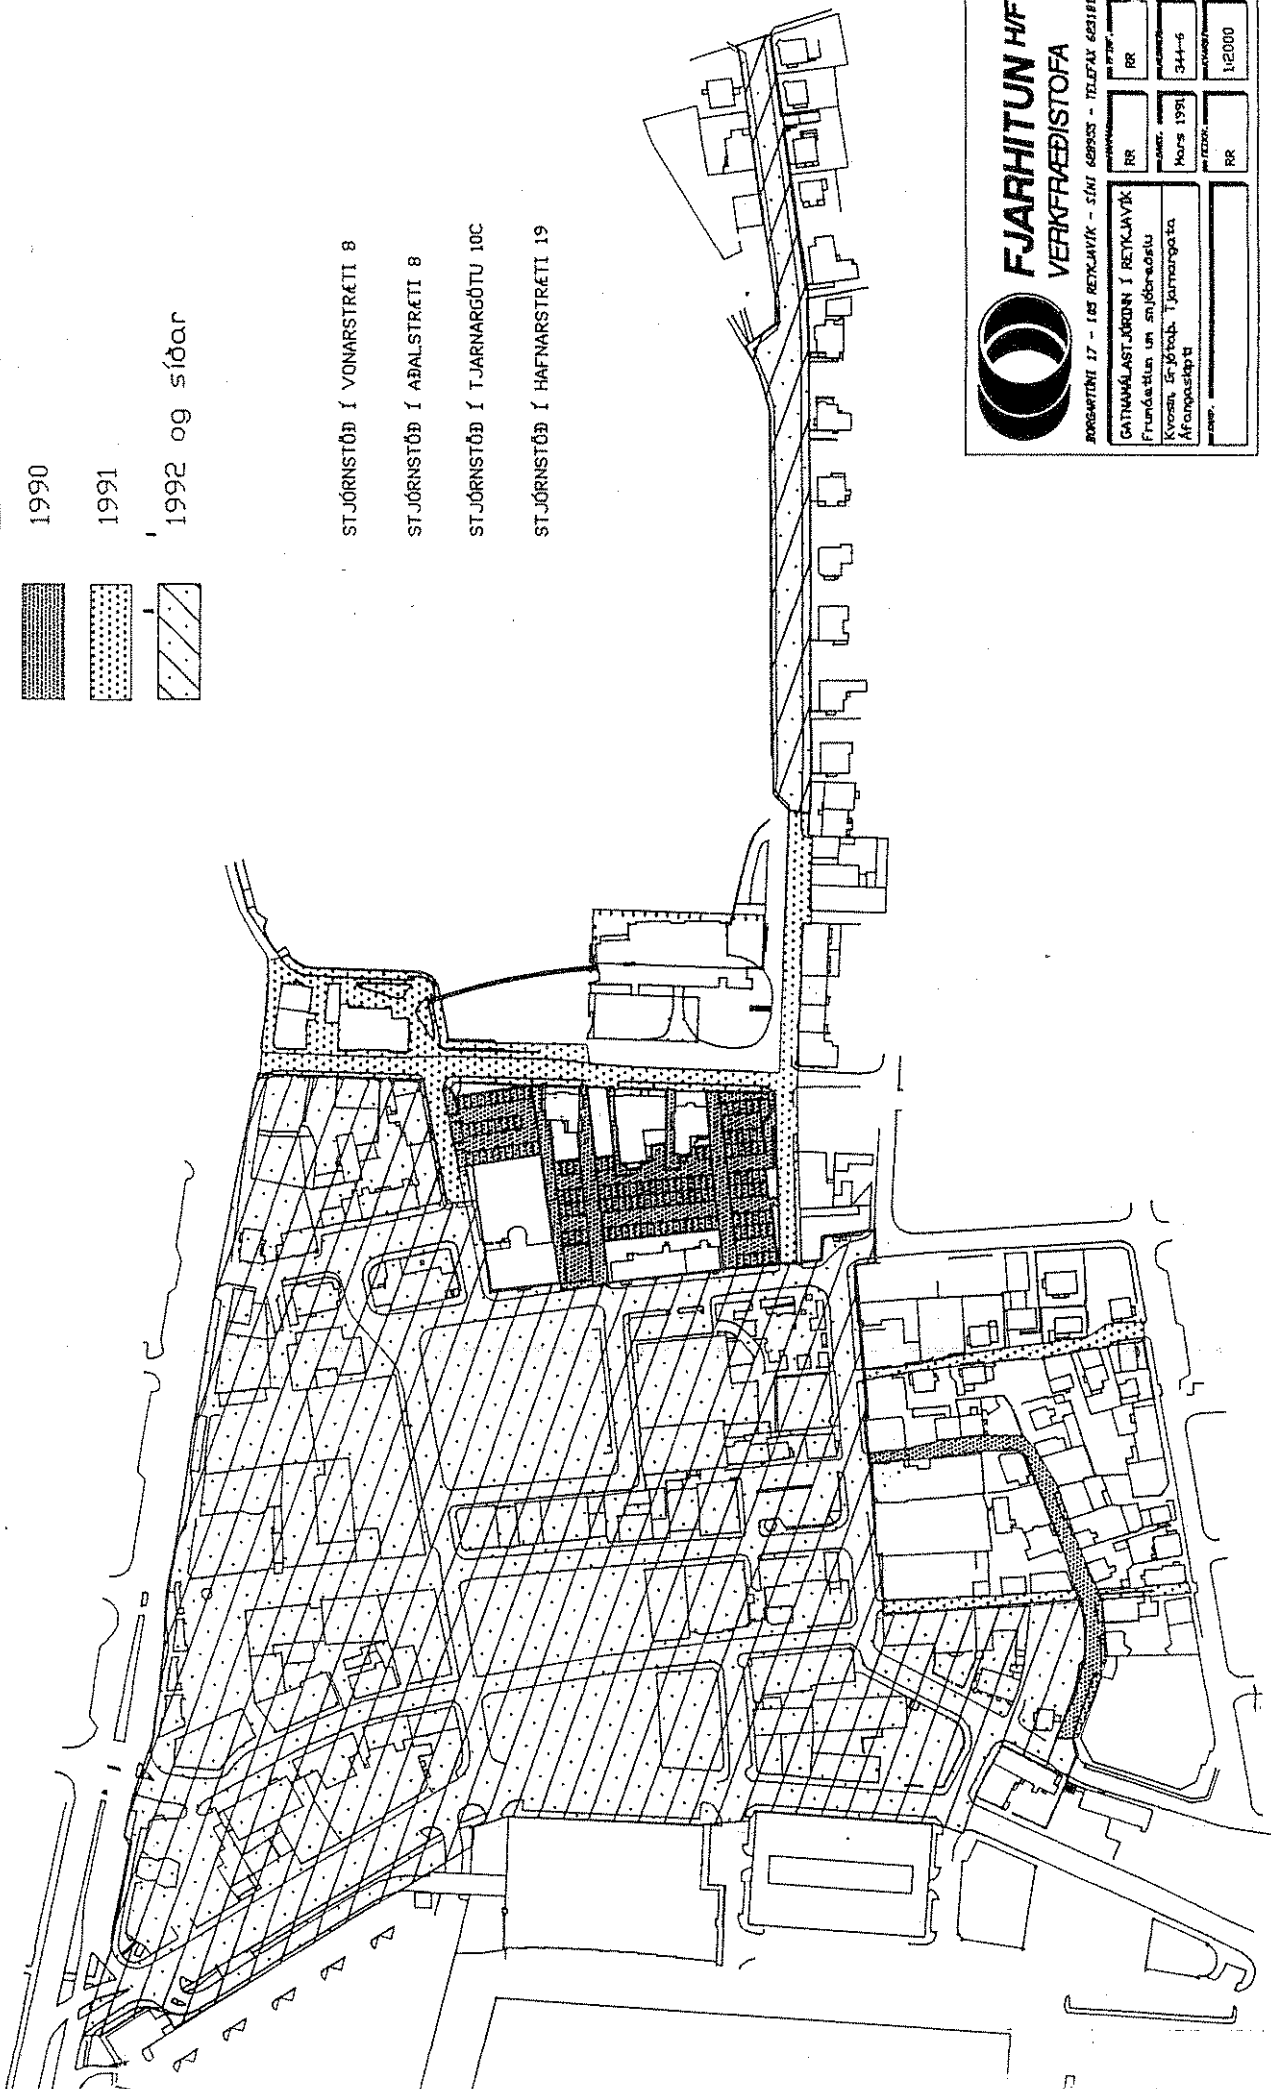 1990
1991
1992 og síðar
STJÓRNSTÖÐ Í VONARSTRÆTI 8
STJÓRNSTÖÐ Í AÐALSTRÆTI 8
STJÓRNSTÖÐ Í TJARNARGÖTU 10C
STJÓRNSTÖÐ Í HAFNARSTRÆTI 19
FJARHITUN H/F
VERKFRÆÐISTOFA
BORGARTÚNI 17 - 105 REYKJAVÍK - SÍMI 628955 - TELEFAX
GATNAMÁLASTJÓRINN Í REYKJAVÍK
Frumáætlun um snjóbræðslu
Kvosin, Grjótaþ. Tjarnargata
Áfangaskipti
RR
RR
Mars 1991
344-6
RR
1:2000